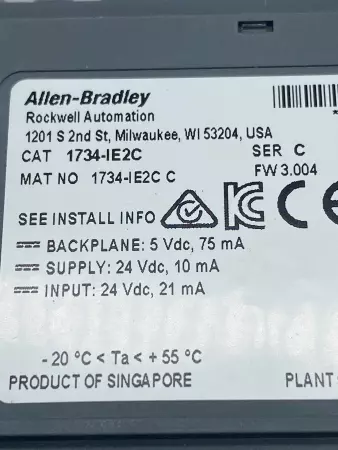 Allen-Bradley
Rockwell Automation
1201 S 2nd St, Milwaukee, WI 53204, USA
CAT 1734-IE2C SER C
MAT NO 1734-IE2C C FW 3.004
SEE INSTALL INFO
BACKPLANE: 5 Vdc, 75 mA
SUPPLY: 24 Vdc, 10 mA
INPUT: 24 Vdc, 21 mA
- 20 °C < Ta < + 55 °C
PRODUCT OF SINGAPORE PLANT